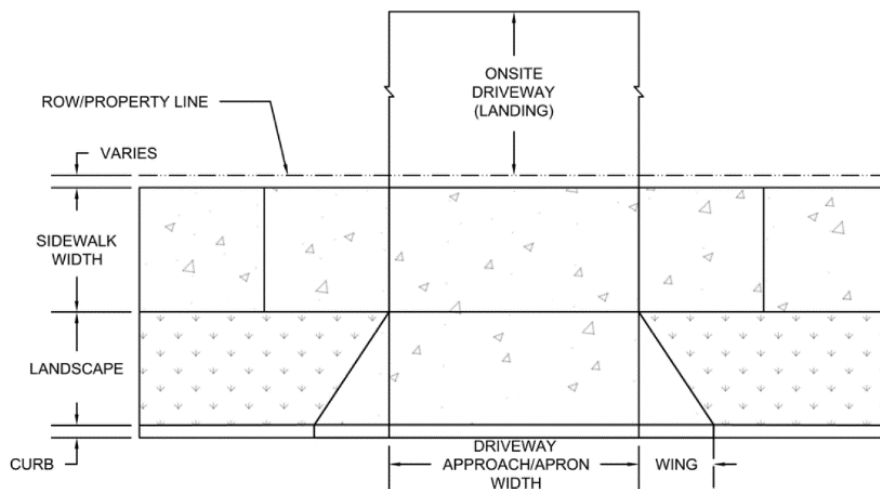 ONSITE
DRIVEWAY
(LANDING)
ROW/PROPERTY LINE
VARIES
SIDEWALK
WIDTH
LANDSCAPE
CURB
DRIVEWAY
APPROACH/APRON
WIDTH
WING